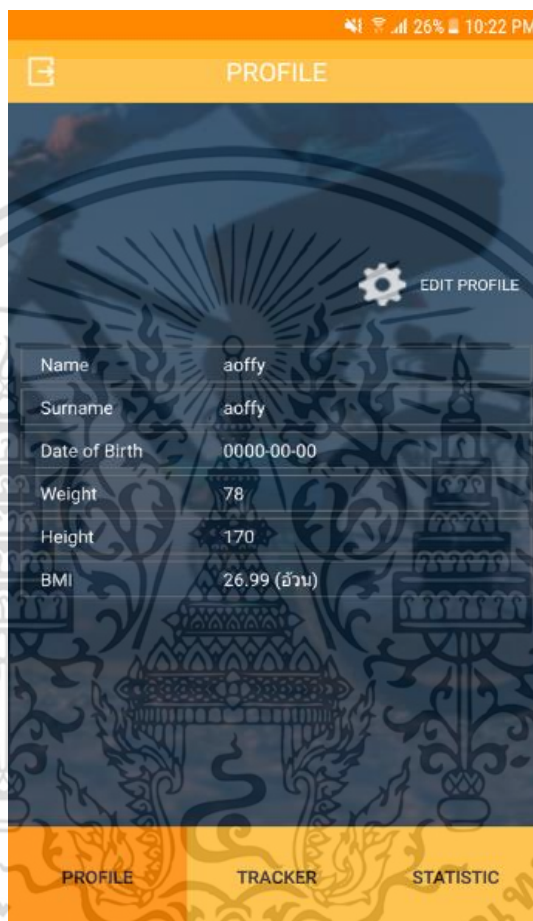 26% 10:22 PM
PROFILE
EDIT PROFILE
Name aoffy
Surname aoffy
Date of Birth 0000-00-00
Weight 78
Height 170
BMI 26.99 (อ้วน)
PROFILE TRACKER STATISTIC